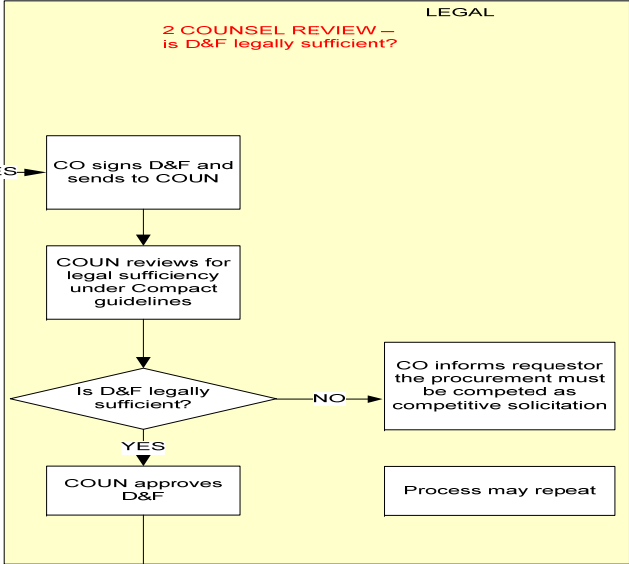 LEGAL
2 COUNSEL REVIEW –
is D&F legally sufficient?
CO signs D&F and
sends to COUN
COUN reviews for
legal sufficiency
under Compact
guidelines
Is D&F legally
sufficient?
NO
CO informs requestor
the procurement must
be competed as
competitive solicitation
YES
COUN approves
D&F
Process may repeat